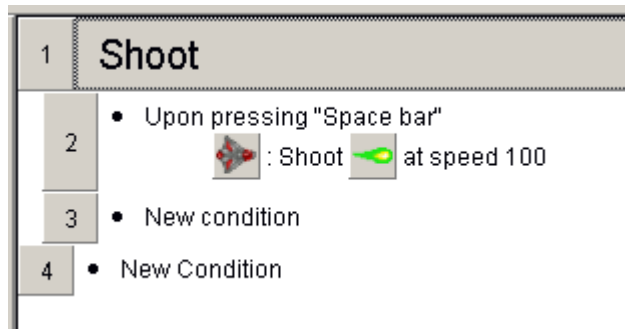 1 Shoot
2 • Upon pressing "Space bar"
: Shoot at speed 100
3 • New condition
4 • New Condition